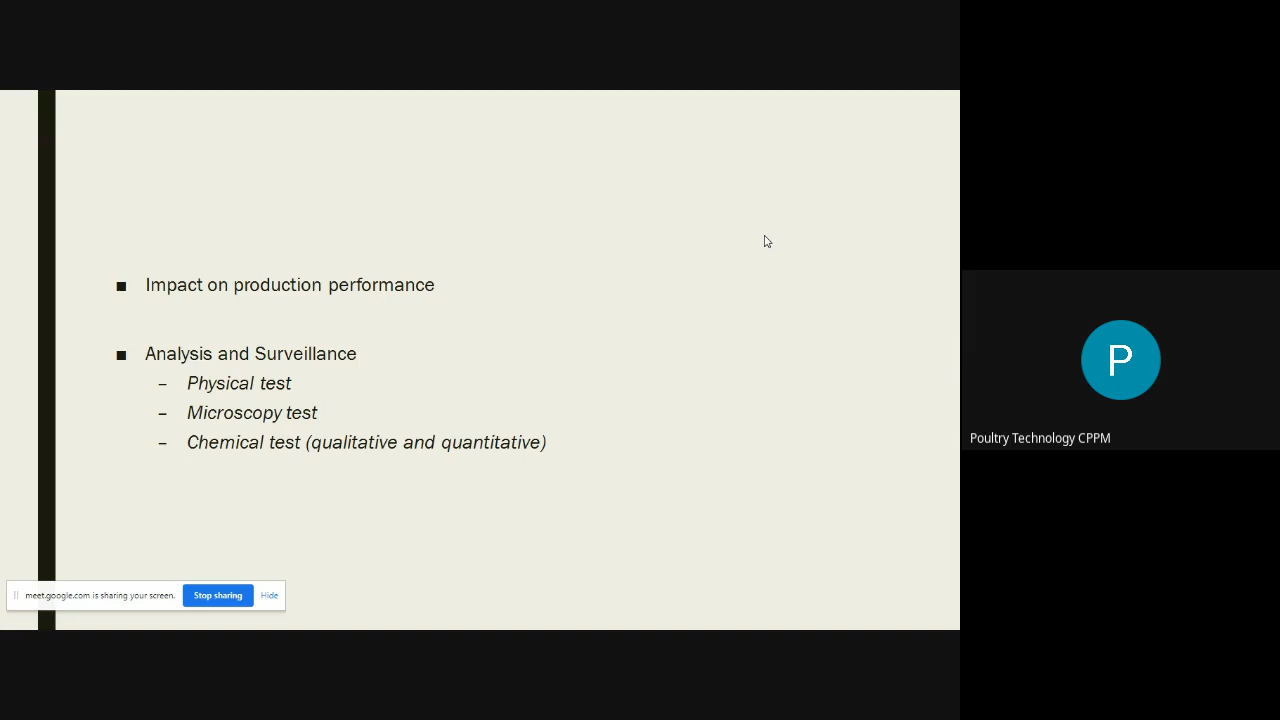 ■ Impact on production performance
■ Analysis and Surveillance
– Physical test
– Microscopy test
– Chemical test (qualitative and quantitative)
meet.google.com is sharing your screen. Stop sharing Hide
P
Poultry Technology CPPM